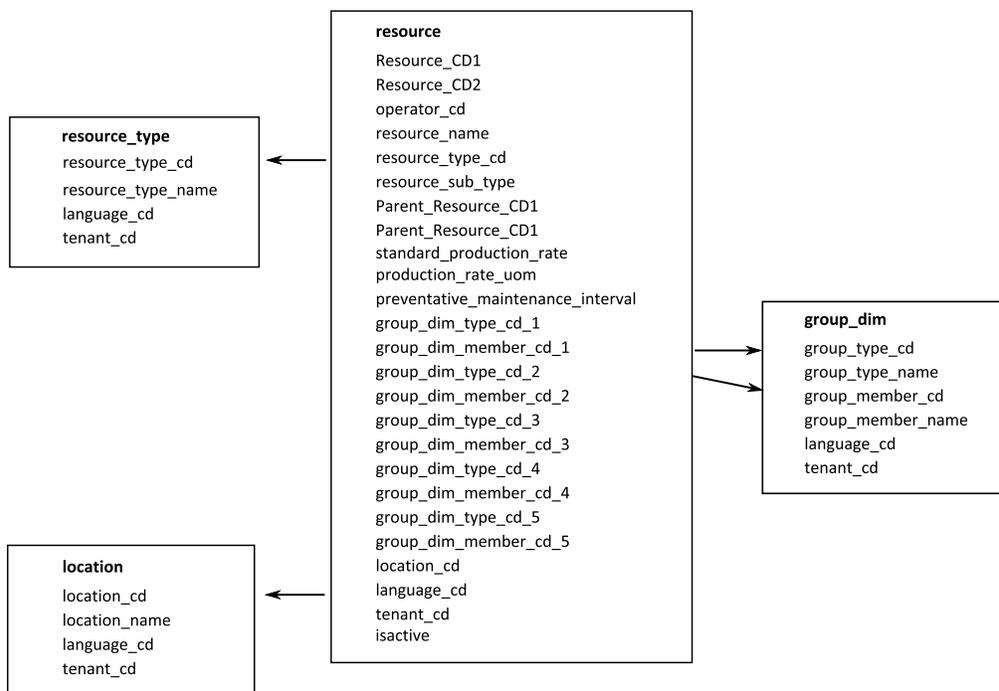 resource
Resource_CD1
Resource_CD2
operator_cd
resource_name
resource_type_cd
resource_sub_type
Parent_Resource_CD1
Parent_Resource_CD1
standard_production_rate
production_rate_uom
preventative_maintenance_interval
group_dim_type_cd_1
group_dim_member_cd_1
group_dim_type_cd_2
group_dim_member_cd_2
group_dim_type_cd_3
group_dim_member_cd_3
group_dim_type_cd_4
group_dim_member_cd_4
group_dim_type_cd_5
group_dim_member_cd_5
location_cd
language_cd
tenant_cd
isactive
resource_type
resource_type_cd
resource_type_name
language_cd
tenant_cd
group_dim
group_type_cd
group_type_name
group_member_cd
group_member_name
language_cd
tenant_cd
location
location_cd
location_name
language_cd
tenant_cd